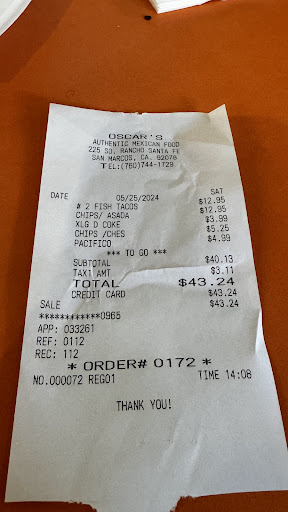 OSCAR'S
AUTHENTIC MEXICAN FOOD
225 SO. RANCHO SANTA FE
SAN MARCOS, CA. 92078
TEL:(760)744-1729
DATE 05/25/2024 SAT
# 2 FISH TACOS $12.95
CHIPS/ ASADA $12.95
XLG D COKE $3.99
CHIPS /CHES $5.25
PACIFICO $4.99
*** TO GO ***
SUBTOTAL $40.13
TAX1 AMT $3.11
TOTAL $43.24
CREDIT CARD $43.24
SALE $43.24
************0965
APP: 033261
REF: 0112
REC: 112
* ORDER# 0172 *
NO.000072 REG01 TIME 14:08
THANK YOU!